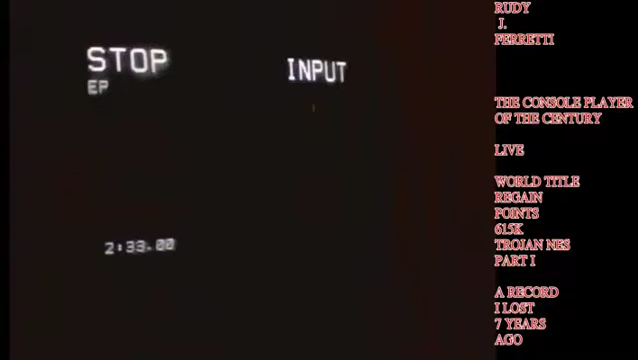 STOP
INPUT
EP
2:33.00
RUDY
J.
FERRETTI
THE CONSOLE PLAYER
OF THE CENTURY
LIVE
WORLD TITLE
REGAIN
POINTS
615K
TROJAN NES
PART I
A RECORD
I LOST
7 YEARS
AGO